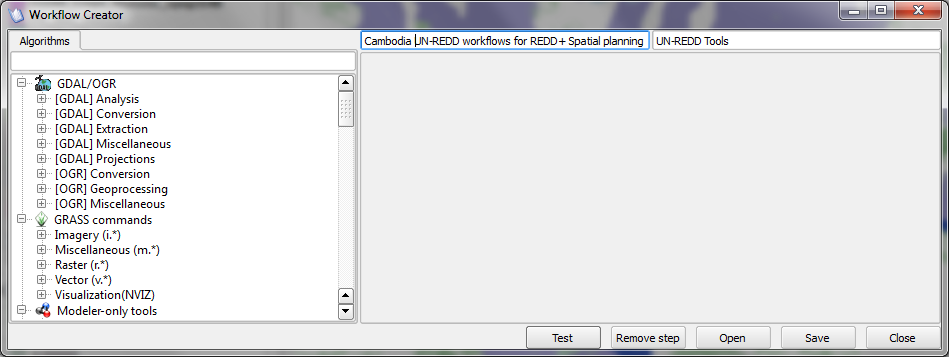 Workflow Creator
Algorithms
Cambodia UN-REDD workflows for REDD+ Spatial planning
UN-REDD Tools
GDAL/OGR
[GDAL] Analysis
[GDAL] Conversion
[GDAL] Extraction
[GDAL] Miscellaneous
[GDAL] Projections
[OGR] Conversion
[OGR] Geoprocessing
[OGR] Miscellaneous
GRASS commands
Imagery (i.*)
Miscellaneous (m.*)
Raster (r.*)
Vector (v.*)
Visualization(NVIZ)
Modeler-only tools
Test
Remove step
Open
Save
Close